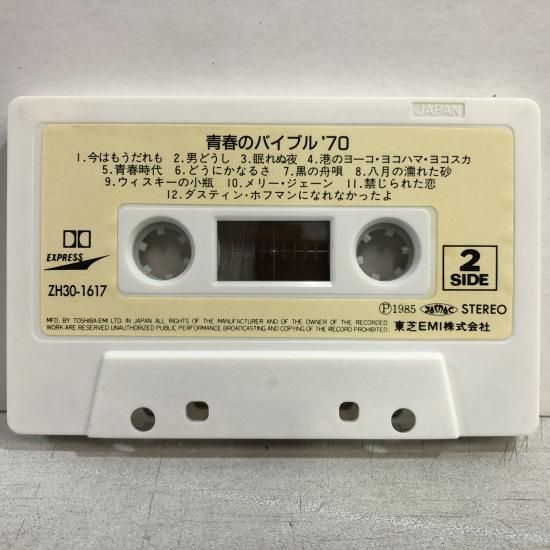 JAPAN
青春のバイブル'70
1.今はもうだれも 2.男どうし 3.眠れぬ夜 4.港のヨーコ・ヨコハマ・ヨコスカ
5.青春時代 6.どうにかなるさ 7.黒の舟唄 8.八月の濡れた砂
9.ウィスキーの小瓶 10.メリー・ジェーン 11.禁じられた恋
12.ダスティン・ホフマンになれなかったよ
EXPRESS
2
SIDE
ZH30-1617
Ⓟ1985 STEREO
MFD. BY TOSHIBA-EMI LTD. IN JAPAN ALL RIGHTS OF THE MANUFACTURER AND OF THE OWNER OF THE RECORDED
WORK ARE RESERVED UNAUTHORIZED PUBLIC PERFORMANCE BROADCASTING AND COPYING OF THE RECORD PROHIBITED.
東芝EMI株式会社